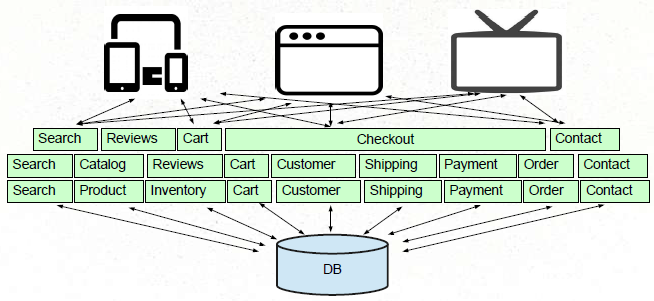 Search Reviews Cart Checkout Contact
Search Catalog Reviews Cart Customer Shipping Payment Order Contact
Search Product Inventory Cart Customer Shipping Payment Order Contact
DB